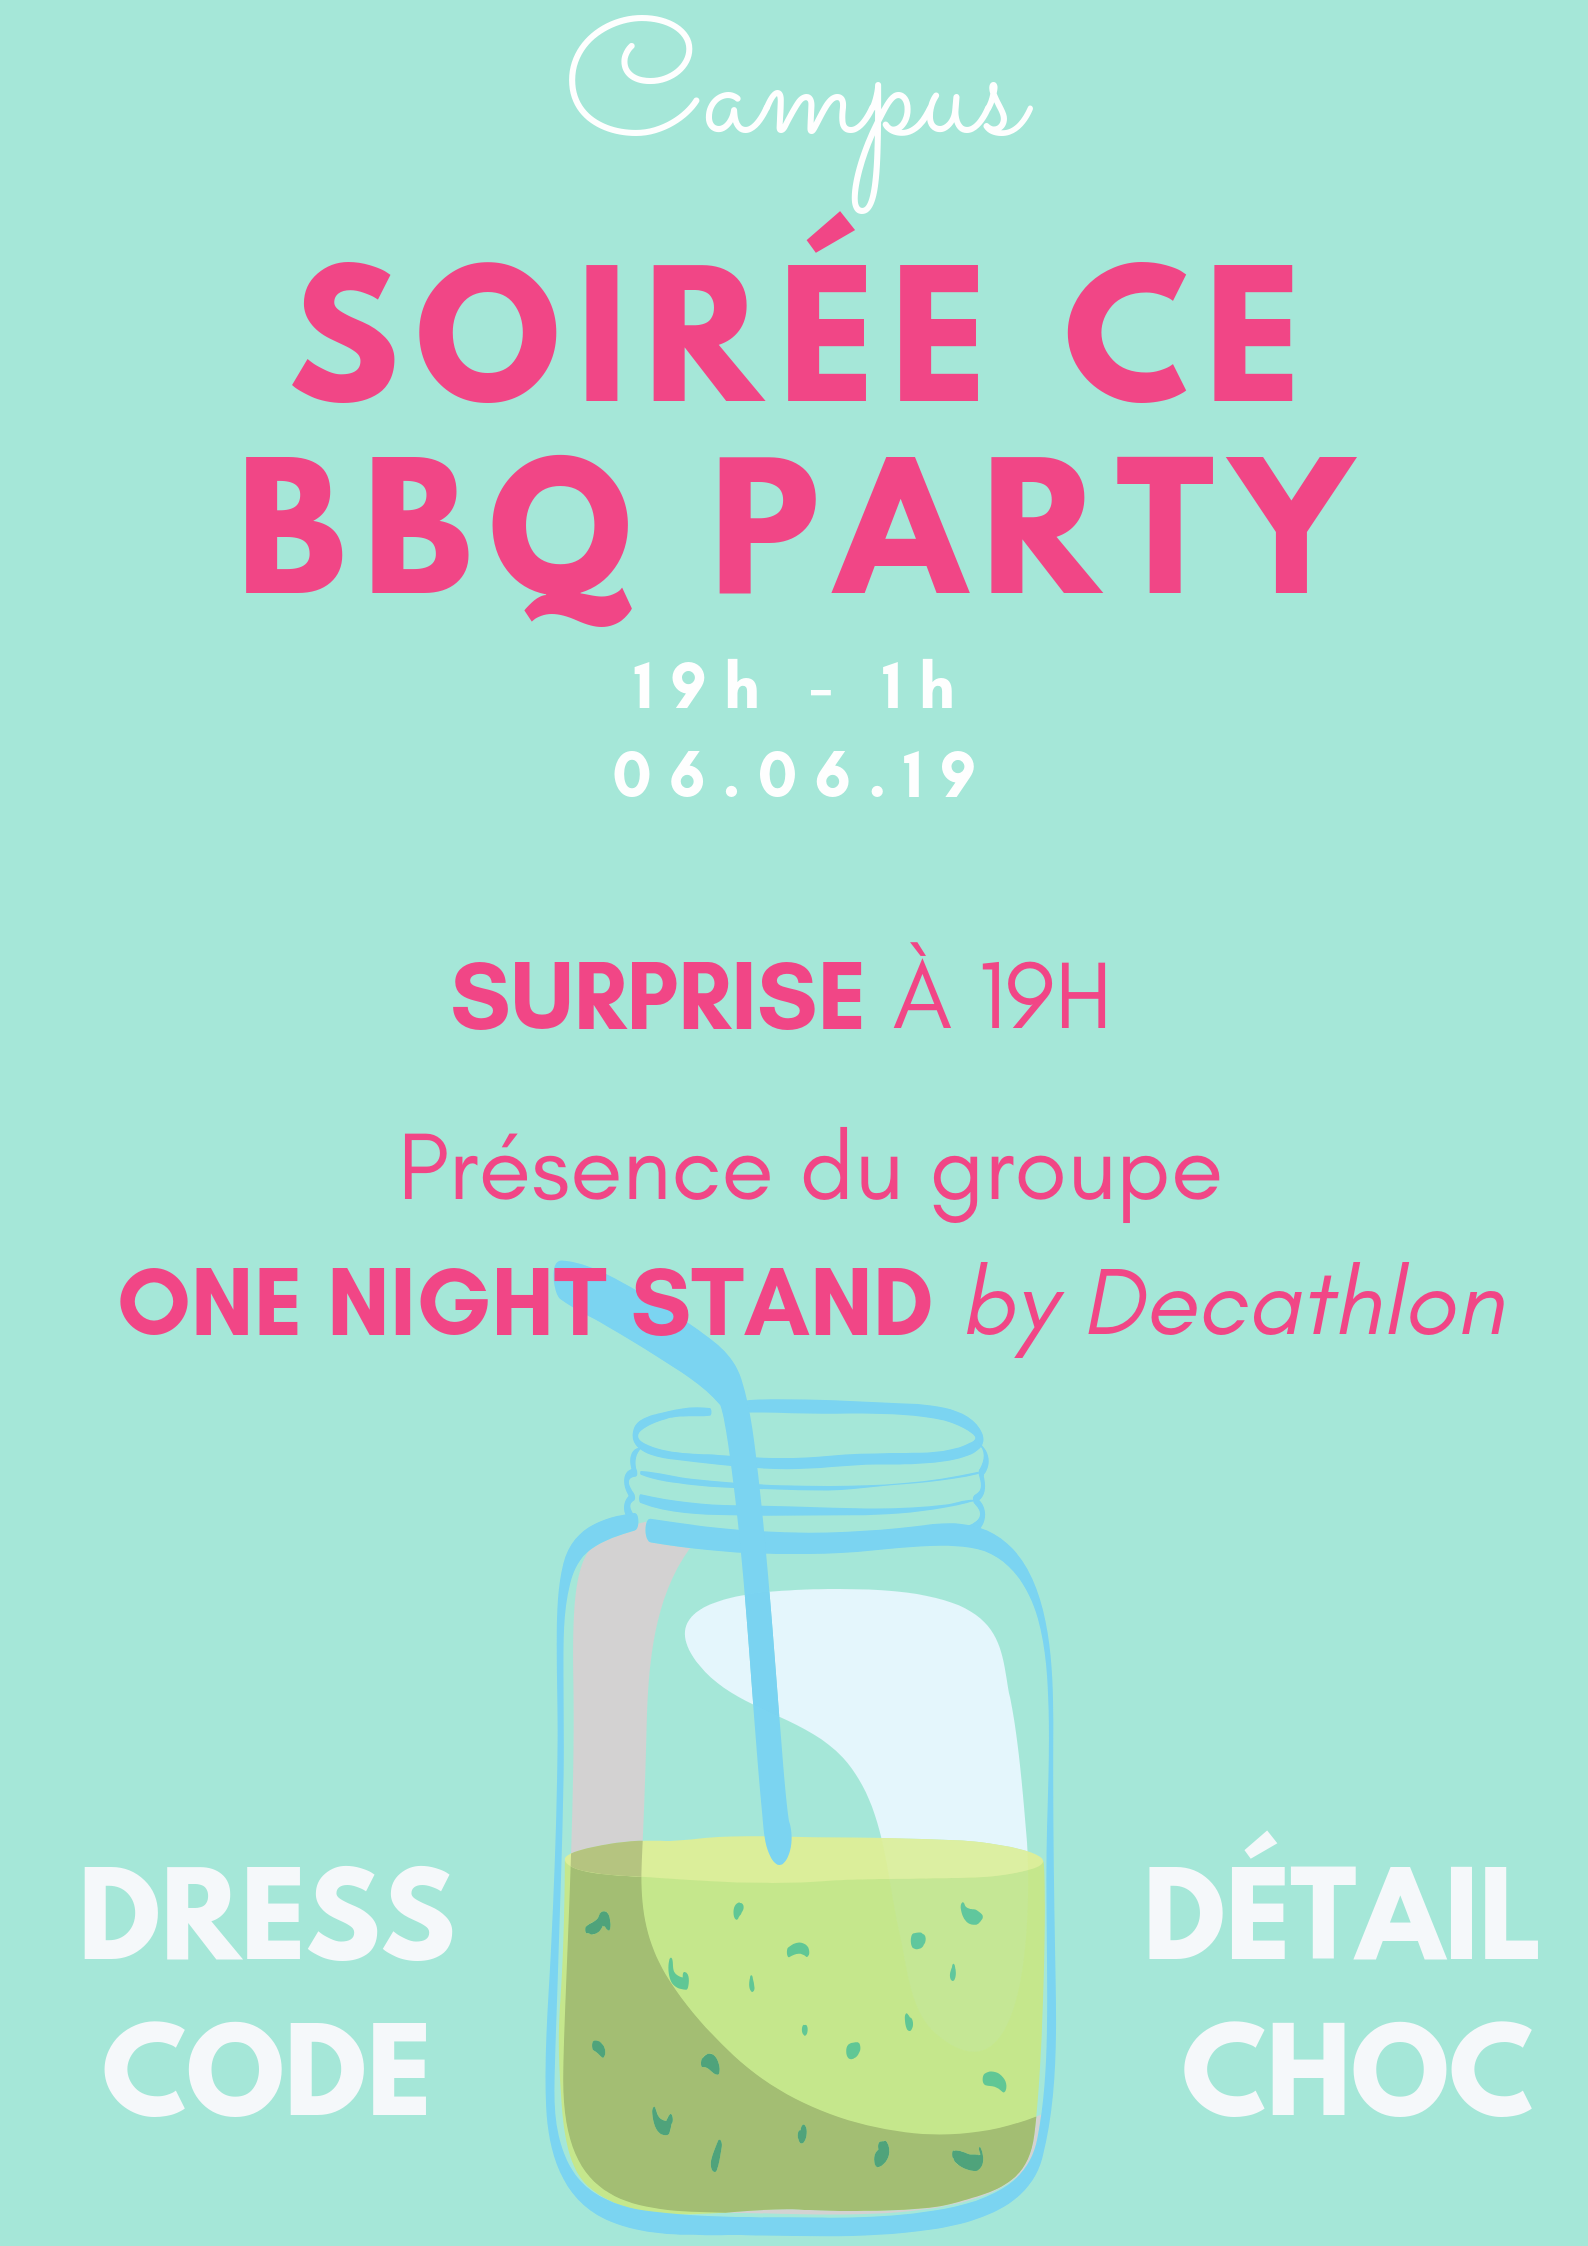 Campus
SOIRÉE CE
BBQ PARTY
19h - 1h
06.06.19
SURPRISE À 19H
Présence du groupe
ONE NIGHT STAND by Decathlon
DRESS
CODE
DÉTAIL
CHOC